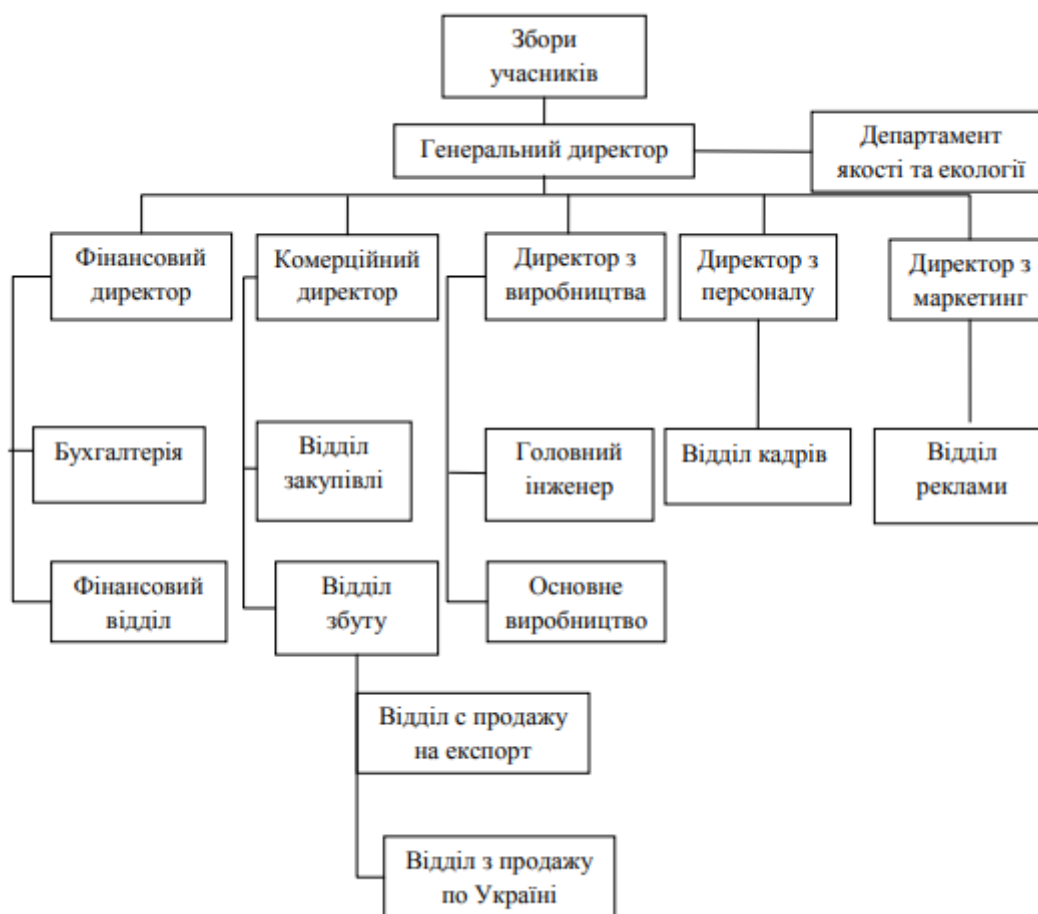 Збори
учасників
Генеральний директор
Департамент
якості та екології
Фінансовий
директор
Комерційний
директор
Директор з
виробництва
Директор з
персоналу
Директор з
маркетинг
Бухгалтерія
Відділ
закупівлі
Головний
інженер
Відділ кадрів
Відділ
реклами
Фінансовий
відділ
Відділ
збуту
Основне
виробництво
Відділ с продажу
на експорт
Відділ з продажу
по Україні